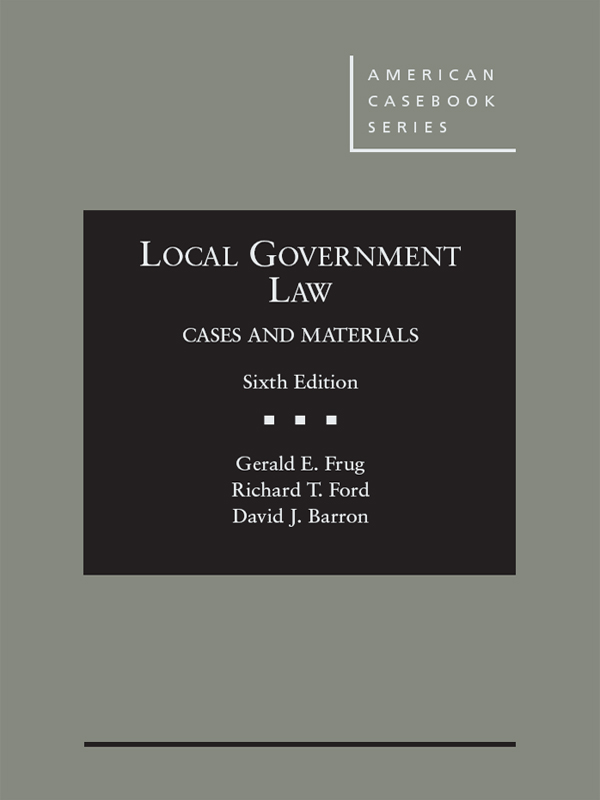 AMERICAN
CASEBOOK
SERIES
LOCAL GOVERNMENT
LAW
CASES AND MATERIALS
Sixth Edition
Gerald E. Frug
Richard T. Ford
David J. Barron